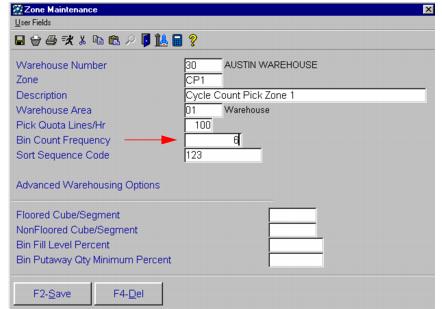 Zone Maintenance
User Fields
Warehouse Number 30 AUSTIN WAREHOUSE
Zone CP1
Description Cycle Count Pick Zone 1
Warehouse Area 01 Warehouse
Pick Quota Lines/Hr 100
Bin Count Frequency 6
Sort Sequence Code 123
Advanced Warehousing Options
Floored Cube/Segment
NonFloored Cube/Segment
Bin Fill Level Percent
Bin Putaway Qty Minimum Percent
F2-Save F4-Del